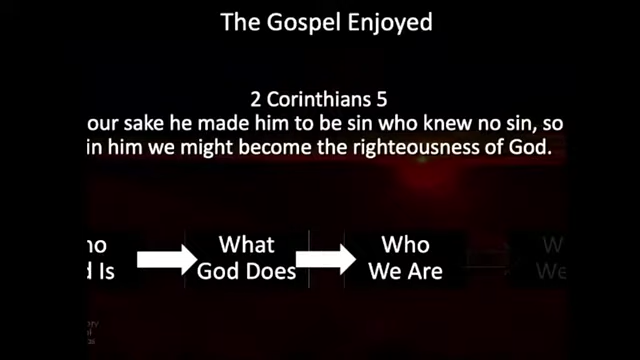 The Gospel Enjoyed
2 Corinthians 5
our sake he made him to be sin who knew no sin, so
in him we might become the righteousness of God.
What Who
God Does We Are